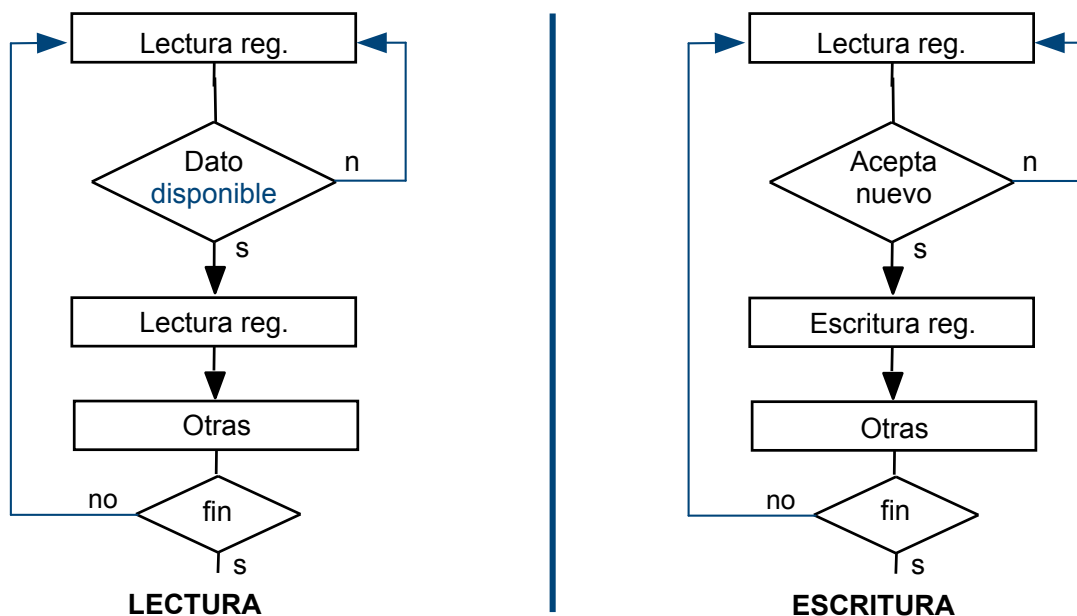 Lectura reg.
Dato
disponible
n
s
Lectura reg.
Otras
no
fin
s
LECTURA
Lectura reg.
Acepta
nuevo
n
s
Escritura reg.
Otras
no
fin
s
ESCRITURA